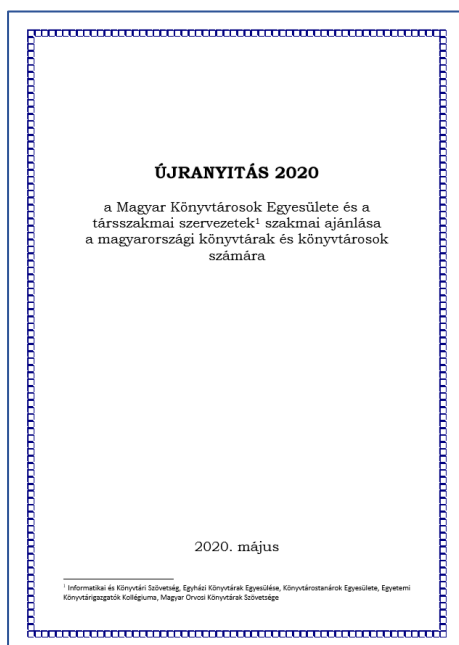 ÚJRANYITÁS 2020
a Magyar Könyvtárosok Egyesülete és a
társszakmai szervezetek¹ szakmai ajánlása
a magyarországi könyvtárak és könyvtárosok
számára
2020. május
¹ Informatikai és Könyvtári Szövetség, Egyházi Könyvtárak Egyesülése, Könyvtárostanárok Egyesülete, Egyetemi
Könyvtárigazgatók Kollégiuma, Magyar Orvosi Könyvtárak Szövetsége